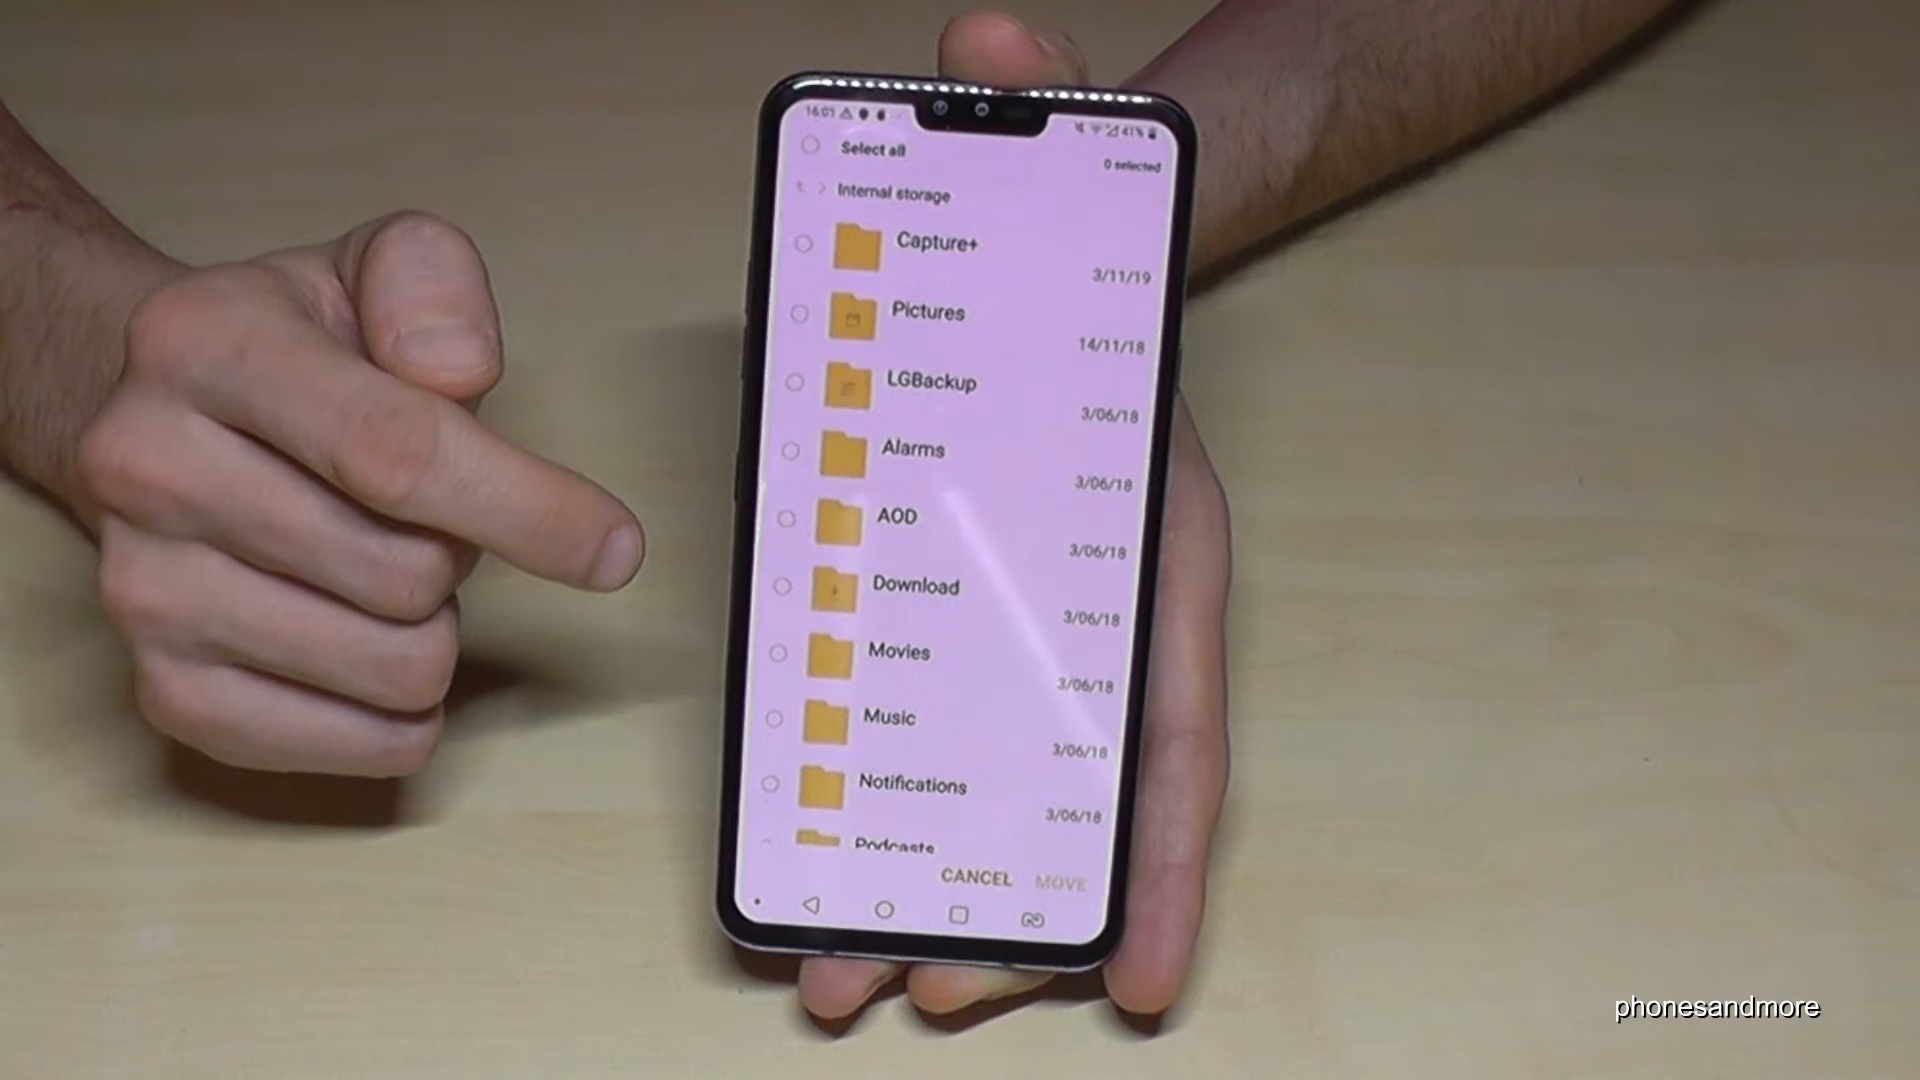 16:01
41%
Select all
0 selected
Internal storage
Capture+
3/11/19
Pictures
14/11/18
LGBackup
3/06/18
Alarms
3/06/18
AOD
3/06/18
Download
3/06/18
Movies
3/06/18
Music
3/06/18
Notifications
3/06/18
Podcasts
CANCEL MOVE
phonesandmore